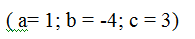 ( a= 1; b = -4; c = 3)